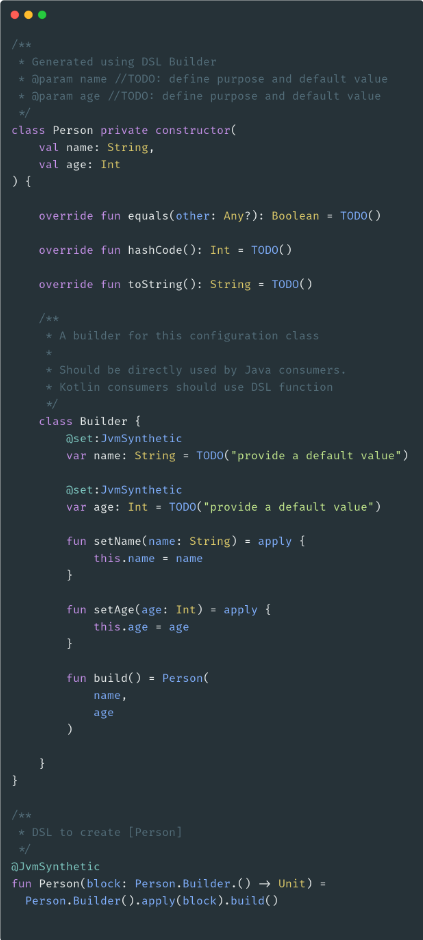 /**
 * Generated using DSL Builder
 * @param name //TODO: define purpose and default value
 * @param age //TODO: define purpose and default value
 */
class Person private constructor(
    val name: String,
    val age: Int
) {

    override fun equals(other: Any?): Boolean = TODO()

    override fun hashCode(): Int = TODO()

    override fun toString(): String = TODO()

    /**
     * A builder for this configuration class
     *
     * Should be directly used by Java consumers.
     * Kotlin consumers should use DSL function
     */
    class Builder {
        @set:JvmSynthetic
        var name: String = TODO("provide a default value")

        @set:JvmSynthetic
        var age: Int = TODO("provide a default value")

        fun setName(name: String) = apply {
            this.name = name
        }

        fun setAge(age: Int) = apply {
            this.age = age
        }

        fun build() = Person(
            name,
            age
        )

    }
}

/**
 * DSL to create [Person]
 */
@JvmSynthetic
fun Person(block: Person.Builder.() -> Unit) =
  Person.Builder().apply(block).build()